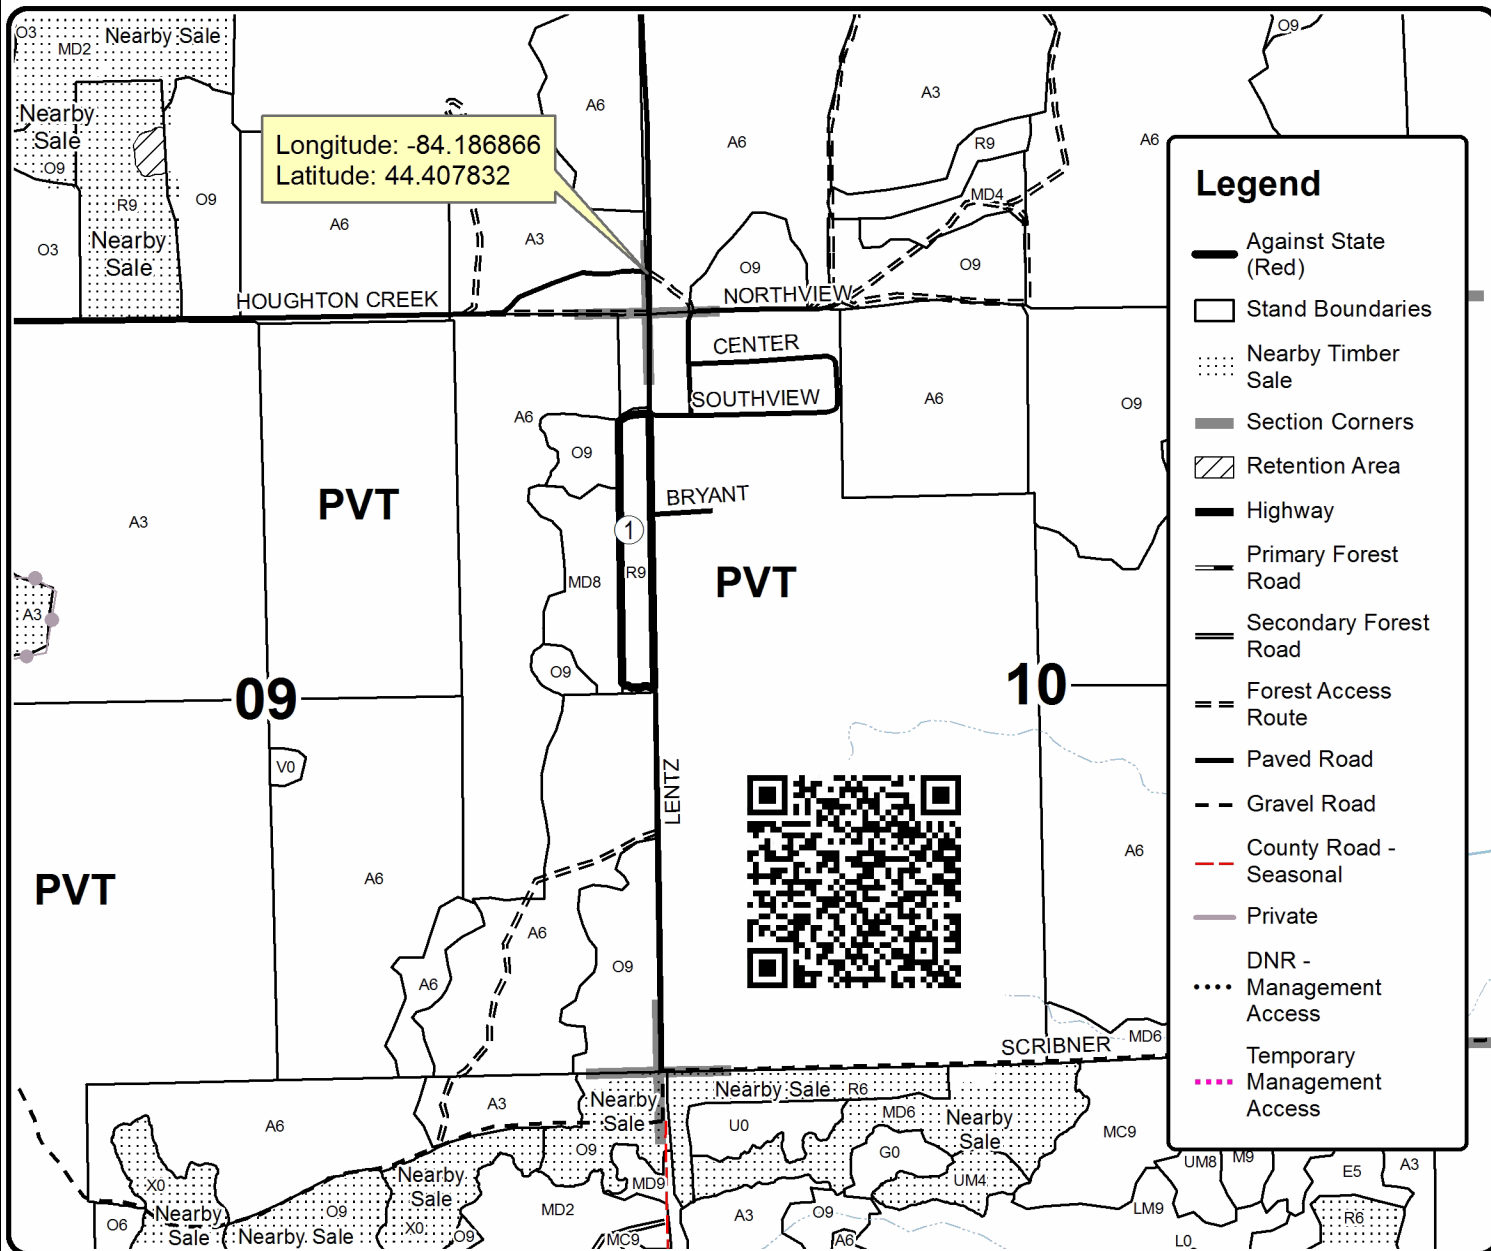 O3
MD2
Nearby Sale
Nearby
Sale
O9
R9
O9
O3
Nearby
Sale
A6
A6
A3
Longitude: -84.186866
Latitude: 44.407832
A6
A3
R9
MD4
O9
O9
A6
O9
HOUGHTON CREEK
NORTHVIEW
CENTER
SOUTHVIEW
A6
O9
A6
O9
A3
PVT
BRYANT
1
R9
MD8
PVT
A3
O9
09
10
V0
LENTZ
PVT
A6
A6
A6
A6
O9
SCRIBNER
MD6
Nearby Sale
R6
Nearby
Sale
A3
A6
U0
MD6
Nearby
Sale
MC9
G0
O9
UM4
MD9
Nearby
Sale
X0
O9
MD2
X0
O9
O6
Nearby
Sale
Nearby Sale
MC9
A3
O9
A6
LM9
UM8
M9
E5
A3
R6
L0
Legend
Against State
(Red)
Stand Boundaries
Nearby Timber
Sale
Section Corners
Retention Area
Highway
Primary Forest
Road
Secondary Forest
Road
Forest Access
Route
Paved Road
Gravel Road
County Road -
Seasonal
Private
DNR -
Management
Access
Temporary
Management
Access